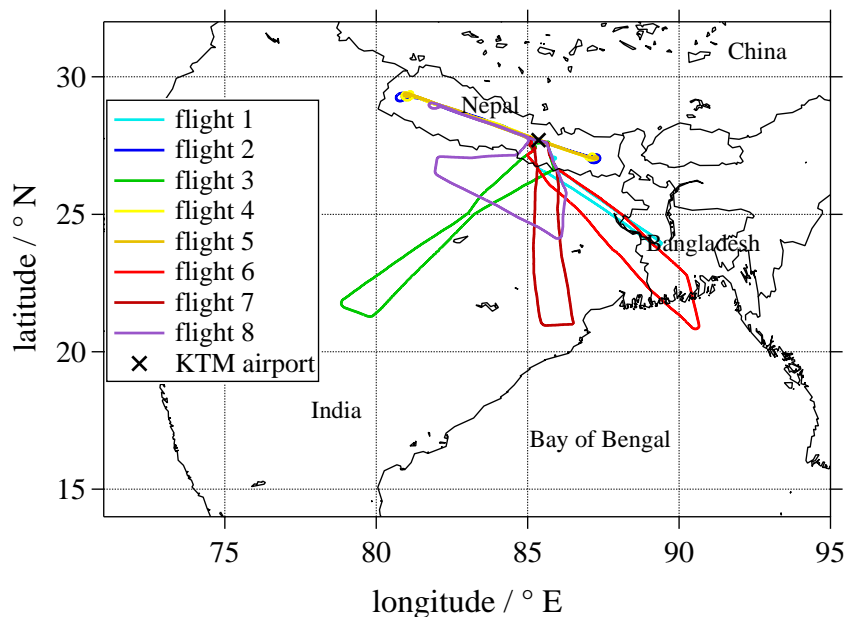 China
30
Nepal
flight 1
flight 2
flight 3
flight 4
flight 5
flight 6
flight 7
flight 8
KTM airport
25
Bangladesh
20
India
Bay of Bengal
15
latitude / ° N
75
80
85
90
95
longitude / ° E